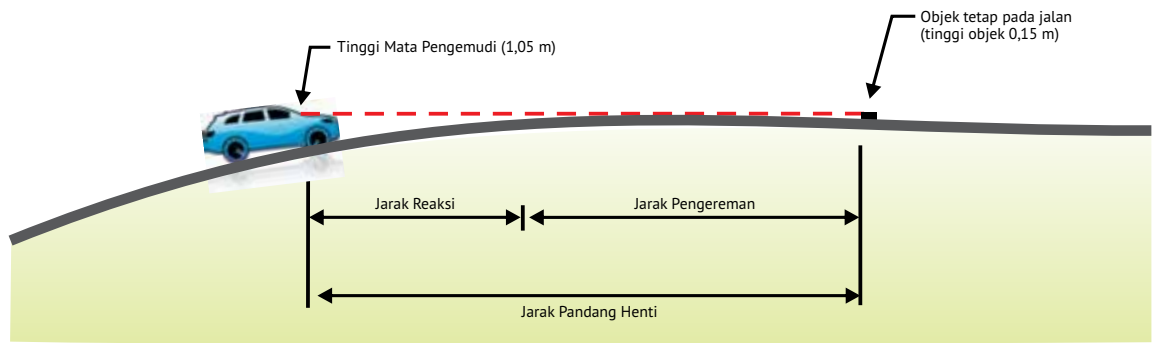 Objek tetap pada jalan
(tinggi objek 0,15 m)
Tinggi Mata Pengemudi (1,05 m)
Jarak Reaksi
Jarak Pengereman
Jarak Pandang Henti